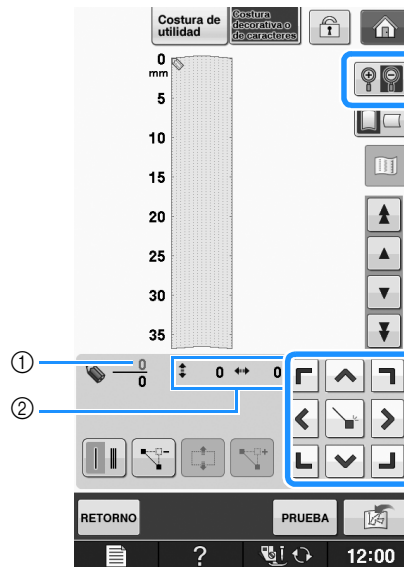 Costura de
utilidad
Costura
decorativa o
de caracteres
0
mm
5
10
15
20
25
30
35
① 0
0
0 0
②
RETORNO
PRUEBA
? 12:00